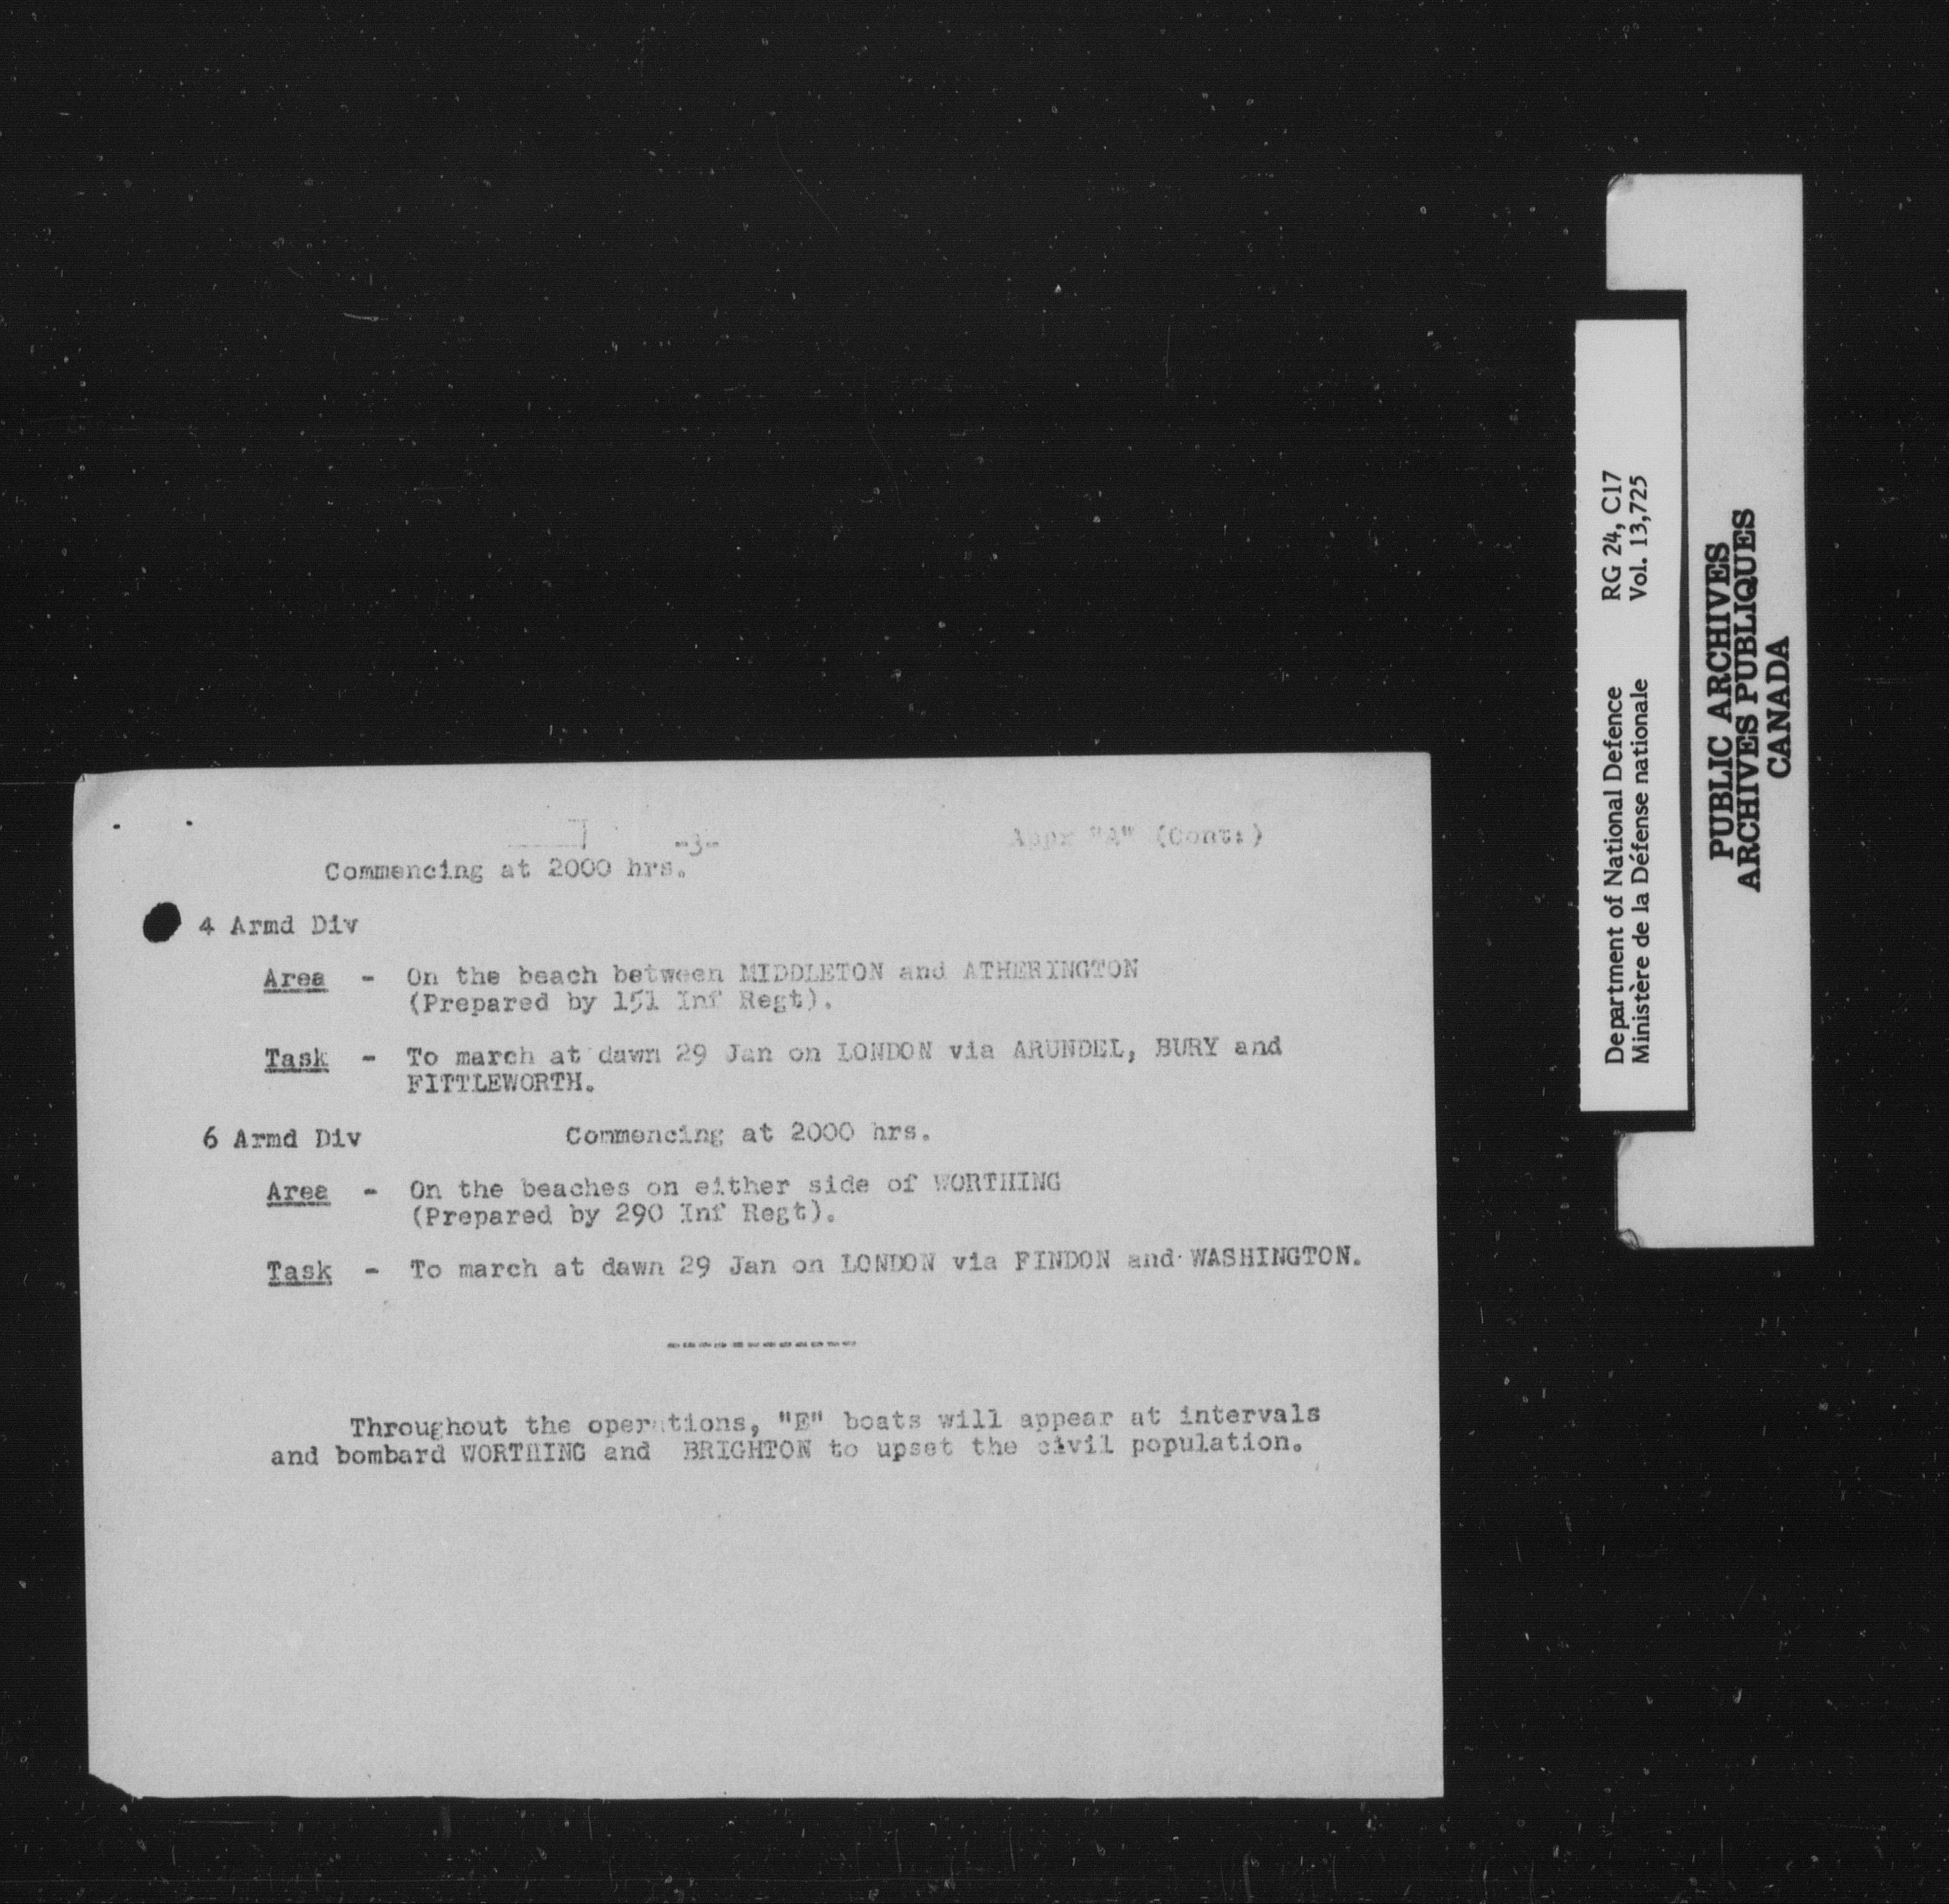 -3-
Appx "A" (Cont:)
Commencing at 2000 hrs.
4 Armd Div
Area - On the beach between MIDDLETON and ATHERINGTON
(Prepared by 151 Inf Regt).
Task - To march at dawn 29 Jan on LONDON via ARUNDEL, BURY and
FITTLEWORTH.
6 Armd Div Commencing at 2000 hrs.
Area - On the beaches on either side of WORTHING
(Prepared by 290 Inf Regt).
Task - To march at dawn 29 Jan on LONDON via FINDON and WASHINGTON.
------------
Throughout the operations, "E" boats will appear at intervals
and bombard WORTHING and BRIGHTON to upset the civil population.
Department of National Defence RG 24, C17
Ministère de la Défense nationale Vol. 13,725
PUBLIC ARCHIVES
ARCHIVES PUBLIQUES
CANADA